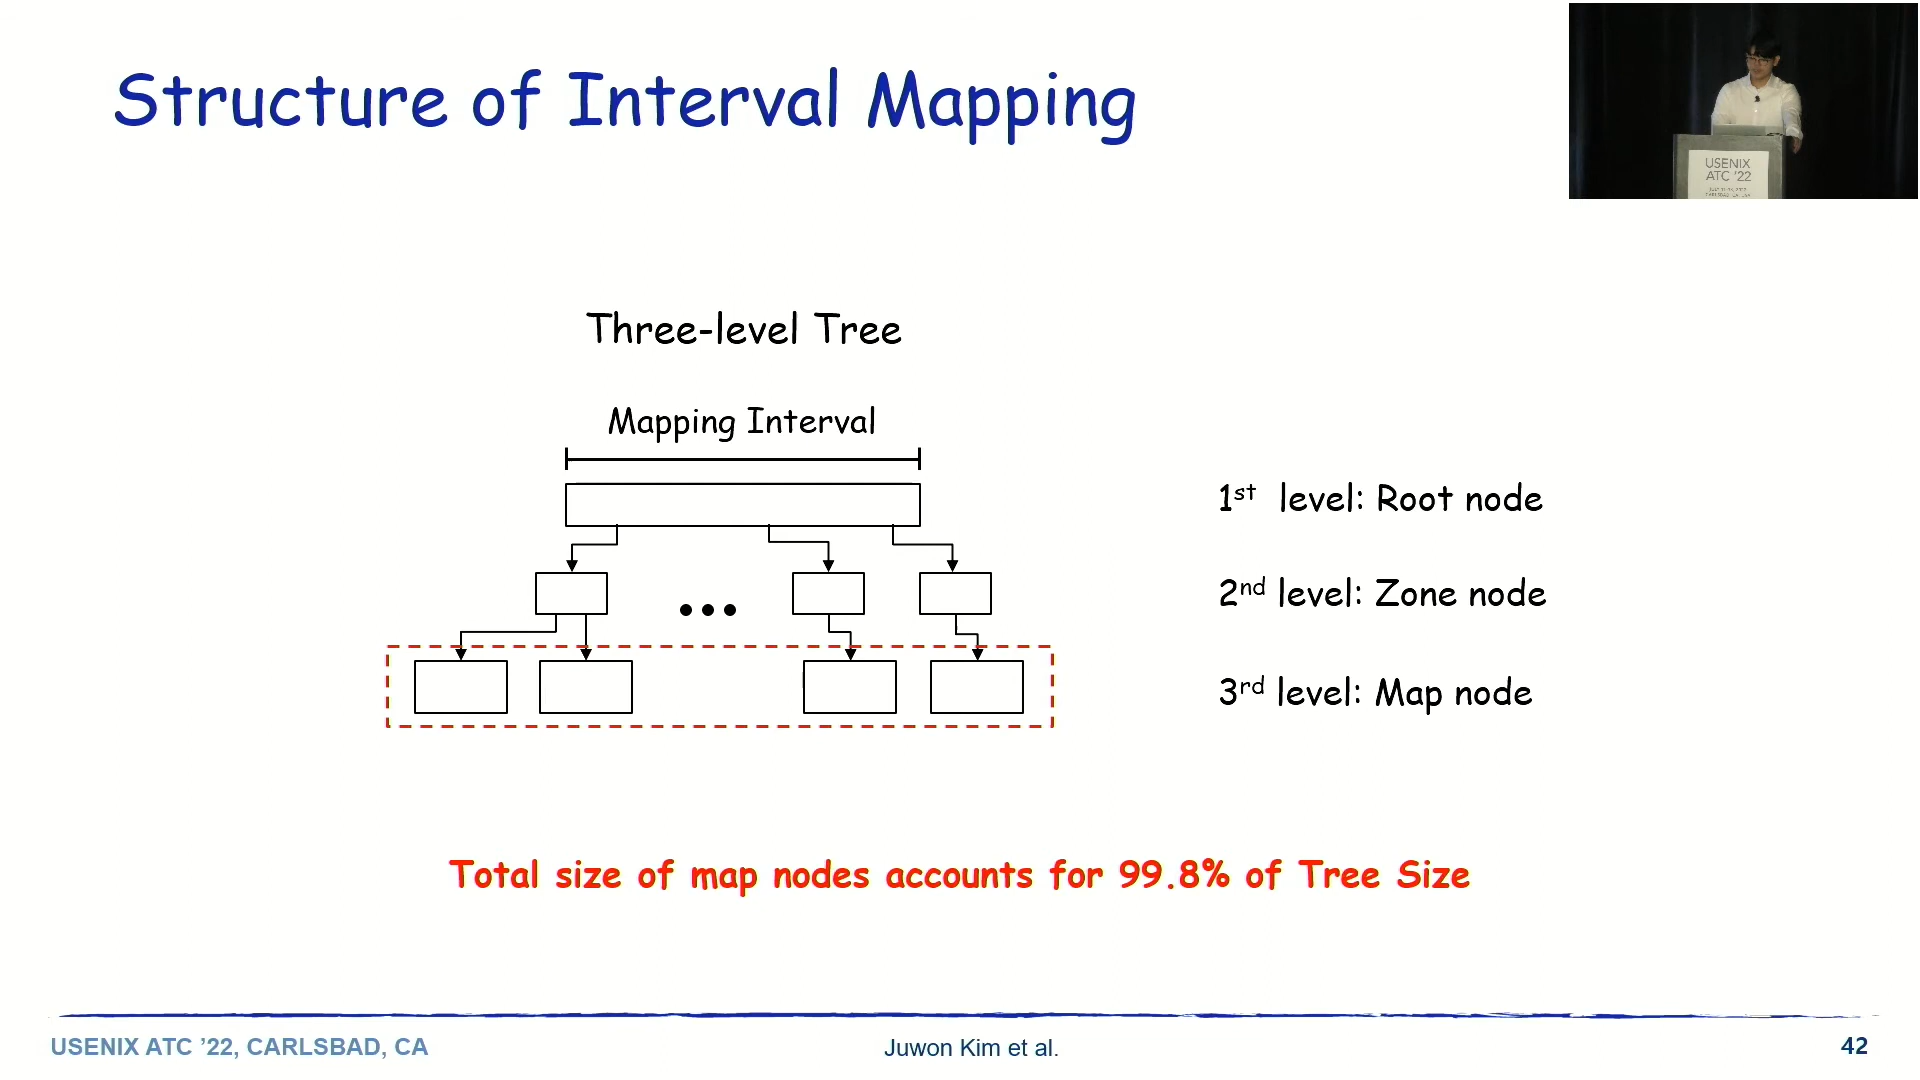 Structure of Interval Mapping
USENIX
ATC '22
Three-level Tree
Mapping Interval
1st level: Root node
2nd level: Zone node
3rd level: Map node
Total size of map nodes accounts for 99.8% of Tree Size
USENIX ATC ’22, CARLSBAD, CA
Juwon Kim et al.
42